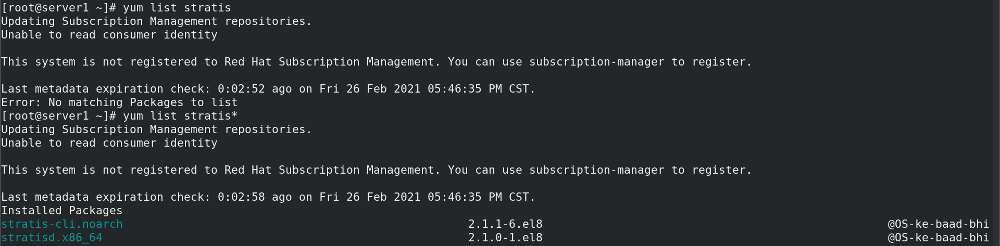 [root@server1 ~]# yum list stratis
Updating Subscription Management repositories.
Unable to read consumer identity
This system is not registered to Red Hat Subscription Management. You can use subscription-manager to register.
Last metadata expiration check: 0:02:52 ago on Fri 26 Feb 2021 05:46:35 PM CST.
Error: No matching Packages to list
[root@server1 ~]# yum list stratis*
Updating Subscription Management repositories.
Unable to read consumer identity
This system is not registered to Red Hat Subscription Management. You can use subscription-manager to register.
Last metadata expiration check: 0:02:58 ago on Fri 26 Feb 2021 05:46:35 PM CST.
Installed Packages
stratis-cli.noarch 2.1.1-6.el8 @OS-ke-baad-bhi
stratisd.x86_64 2.1.0-1.el8 @OS-ke-baad-bhi